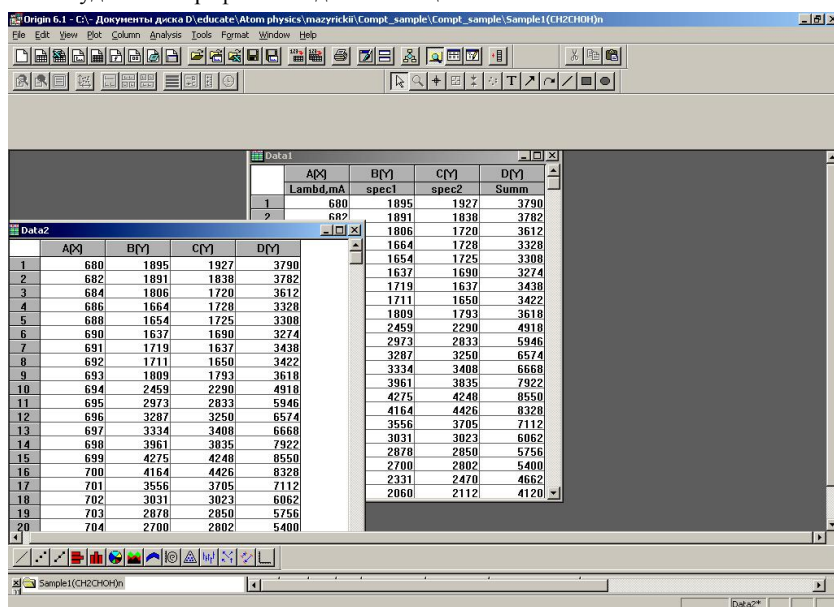 Origin 6.1 - C:\- Документы диска D\educate\Atom physics\mazyrickii\Compt_sample\Compt_sample\Sample1(CH2CHOH)n
File Edit View Plot Column Analysis Tools Format Window Help
Data1
A(X) B(Y) C(Y) D(Y)
Lambd,mA spec1 spec2 Summ
1 680 1895 1927 3790
2 682 1891 1838 3782
1806 1720 3612
1664 1728 3328
1654 1725 3308
1637 1690 3274
1719 1637 3438
1711 1650 3422
1809 1793 3618
2459 2290 4918
2973 2833 5946
3287 3250 6574
3334 3408 6668
3961 3835 7922
4275 4248 8550
4164 4426 8328
3556 3705 7112
3031 3023 6062
2878 2850 5756
2700 2802 5400
2331 2470 4662
2060 2112 4120
Data2
A(X) B(Y) C(Y) D(Y)
1 680 1895 1927 3790
2 682 1891 1838 3782
3 684 1806 1720 3612
4 686 1664 1728 3328
5 688 1654 1725 3308
6 690 1637 1690 3274
7 691 1719 1637 3438
8 692 1711 1650 3422
9 693 1809 1793 3618
10 694 2459 2290 4918
11 695 2973 2833 5946
12 696 3287 3250 6574
13 697 3334 3408 6668
14 698 3961 3835 7922
15 699 4275 4248 8550
16 700 4164 4426 8328
17 701 3556 3705 7112
18 702 3031 3023 6062
19 703 2878 2850 5756
20 704 2700 2802 5400
Sample1(CH2CHOH)n
Data2*